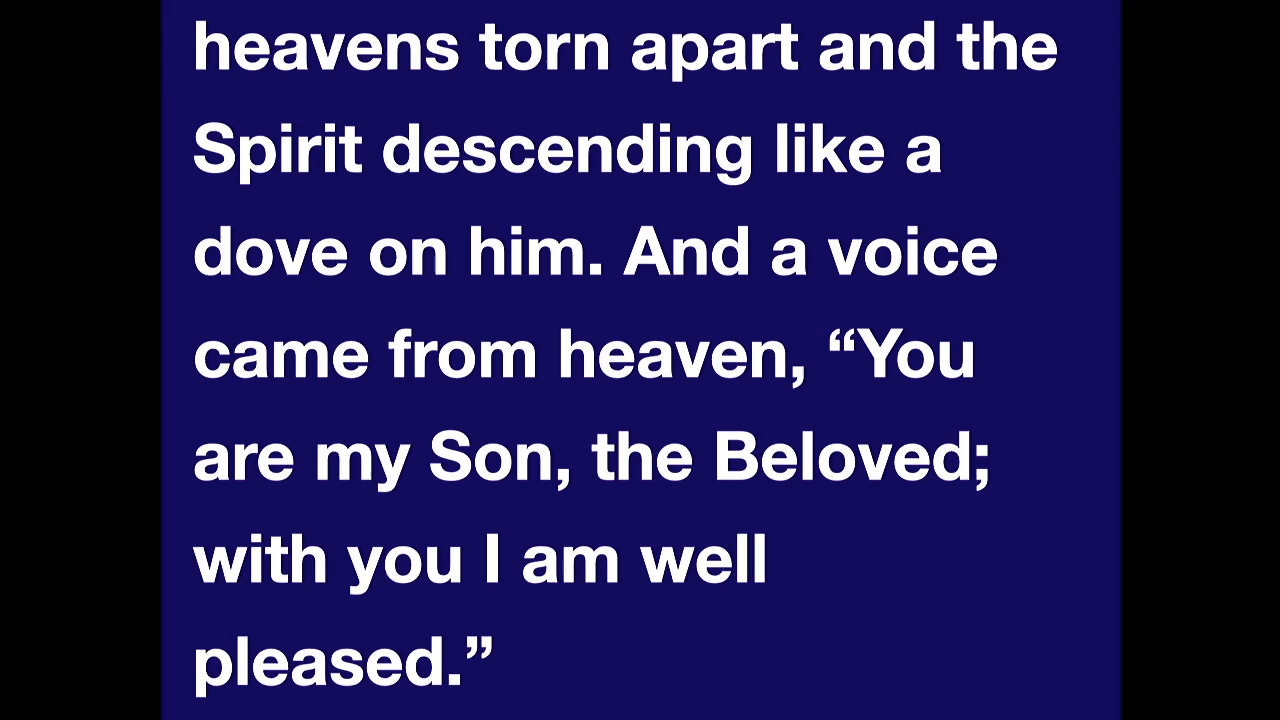 heavens torn apart and the
Spirit descending like a
dove on him. And a voice
came from heaven, “You
are my Son, the Beloved;
with you I am well
pleased.”